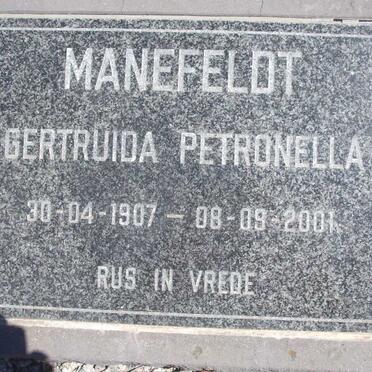 MANEFELDT
GERTRUIDA PETRONELLA
30-04-1907 - 08-09-2001
RUS IN VREDE